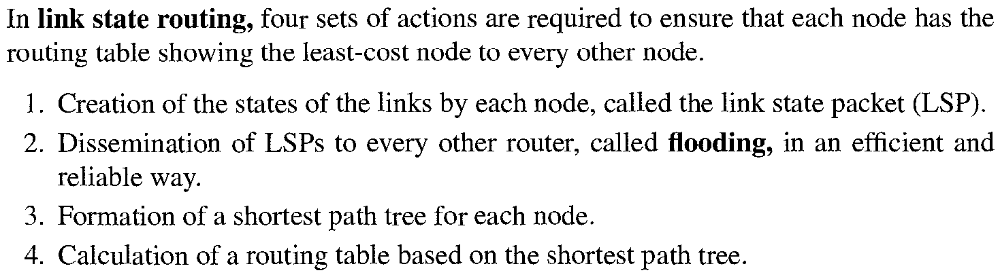 In link state routing, four sets of actions are required to ensure that each node has the
routing table showing the least-cost node to every other node.
1. Creation of the states of the links by each node, called the link state packet (LSP).
2. Dissemination of LSPs to every other router, called flooding, in an efficient and
reliable way.
3. Formation of a shortest path tree for each node.
4. Calculation of a routing table based on the shortest path tree.